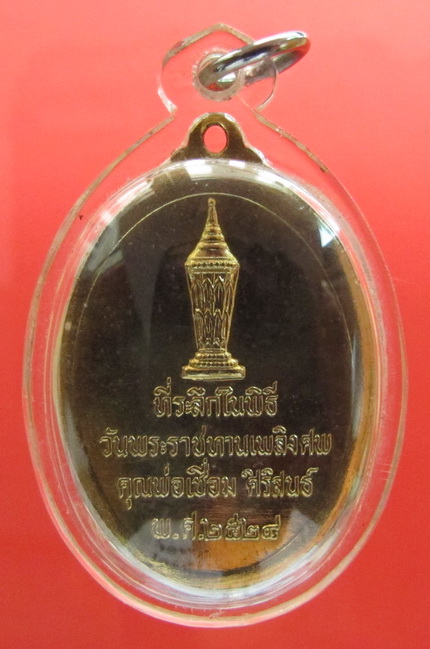 ที่ระลึกในพิธี
วันพระราชทานเพลิงศพ
คุณพ่อเชื่อม ศิริสนธ์
พ.ศ.๒๕๒๘